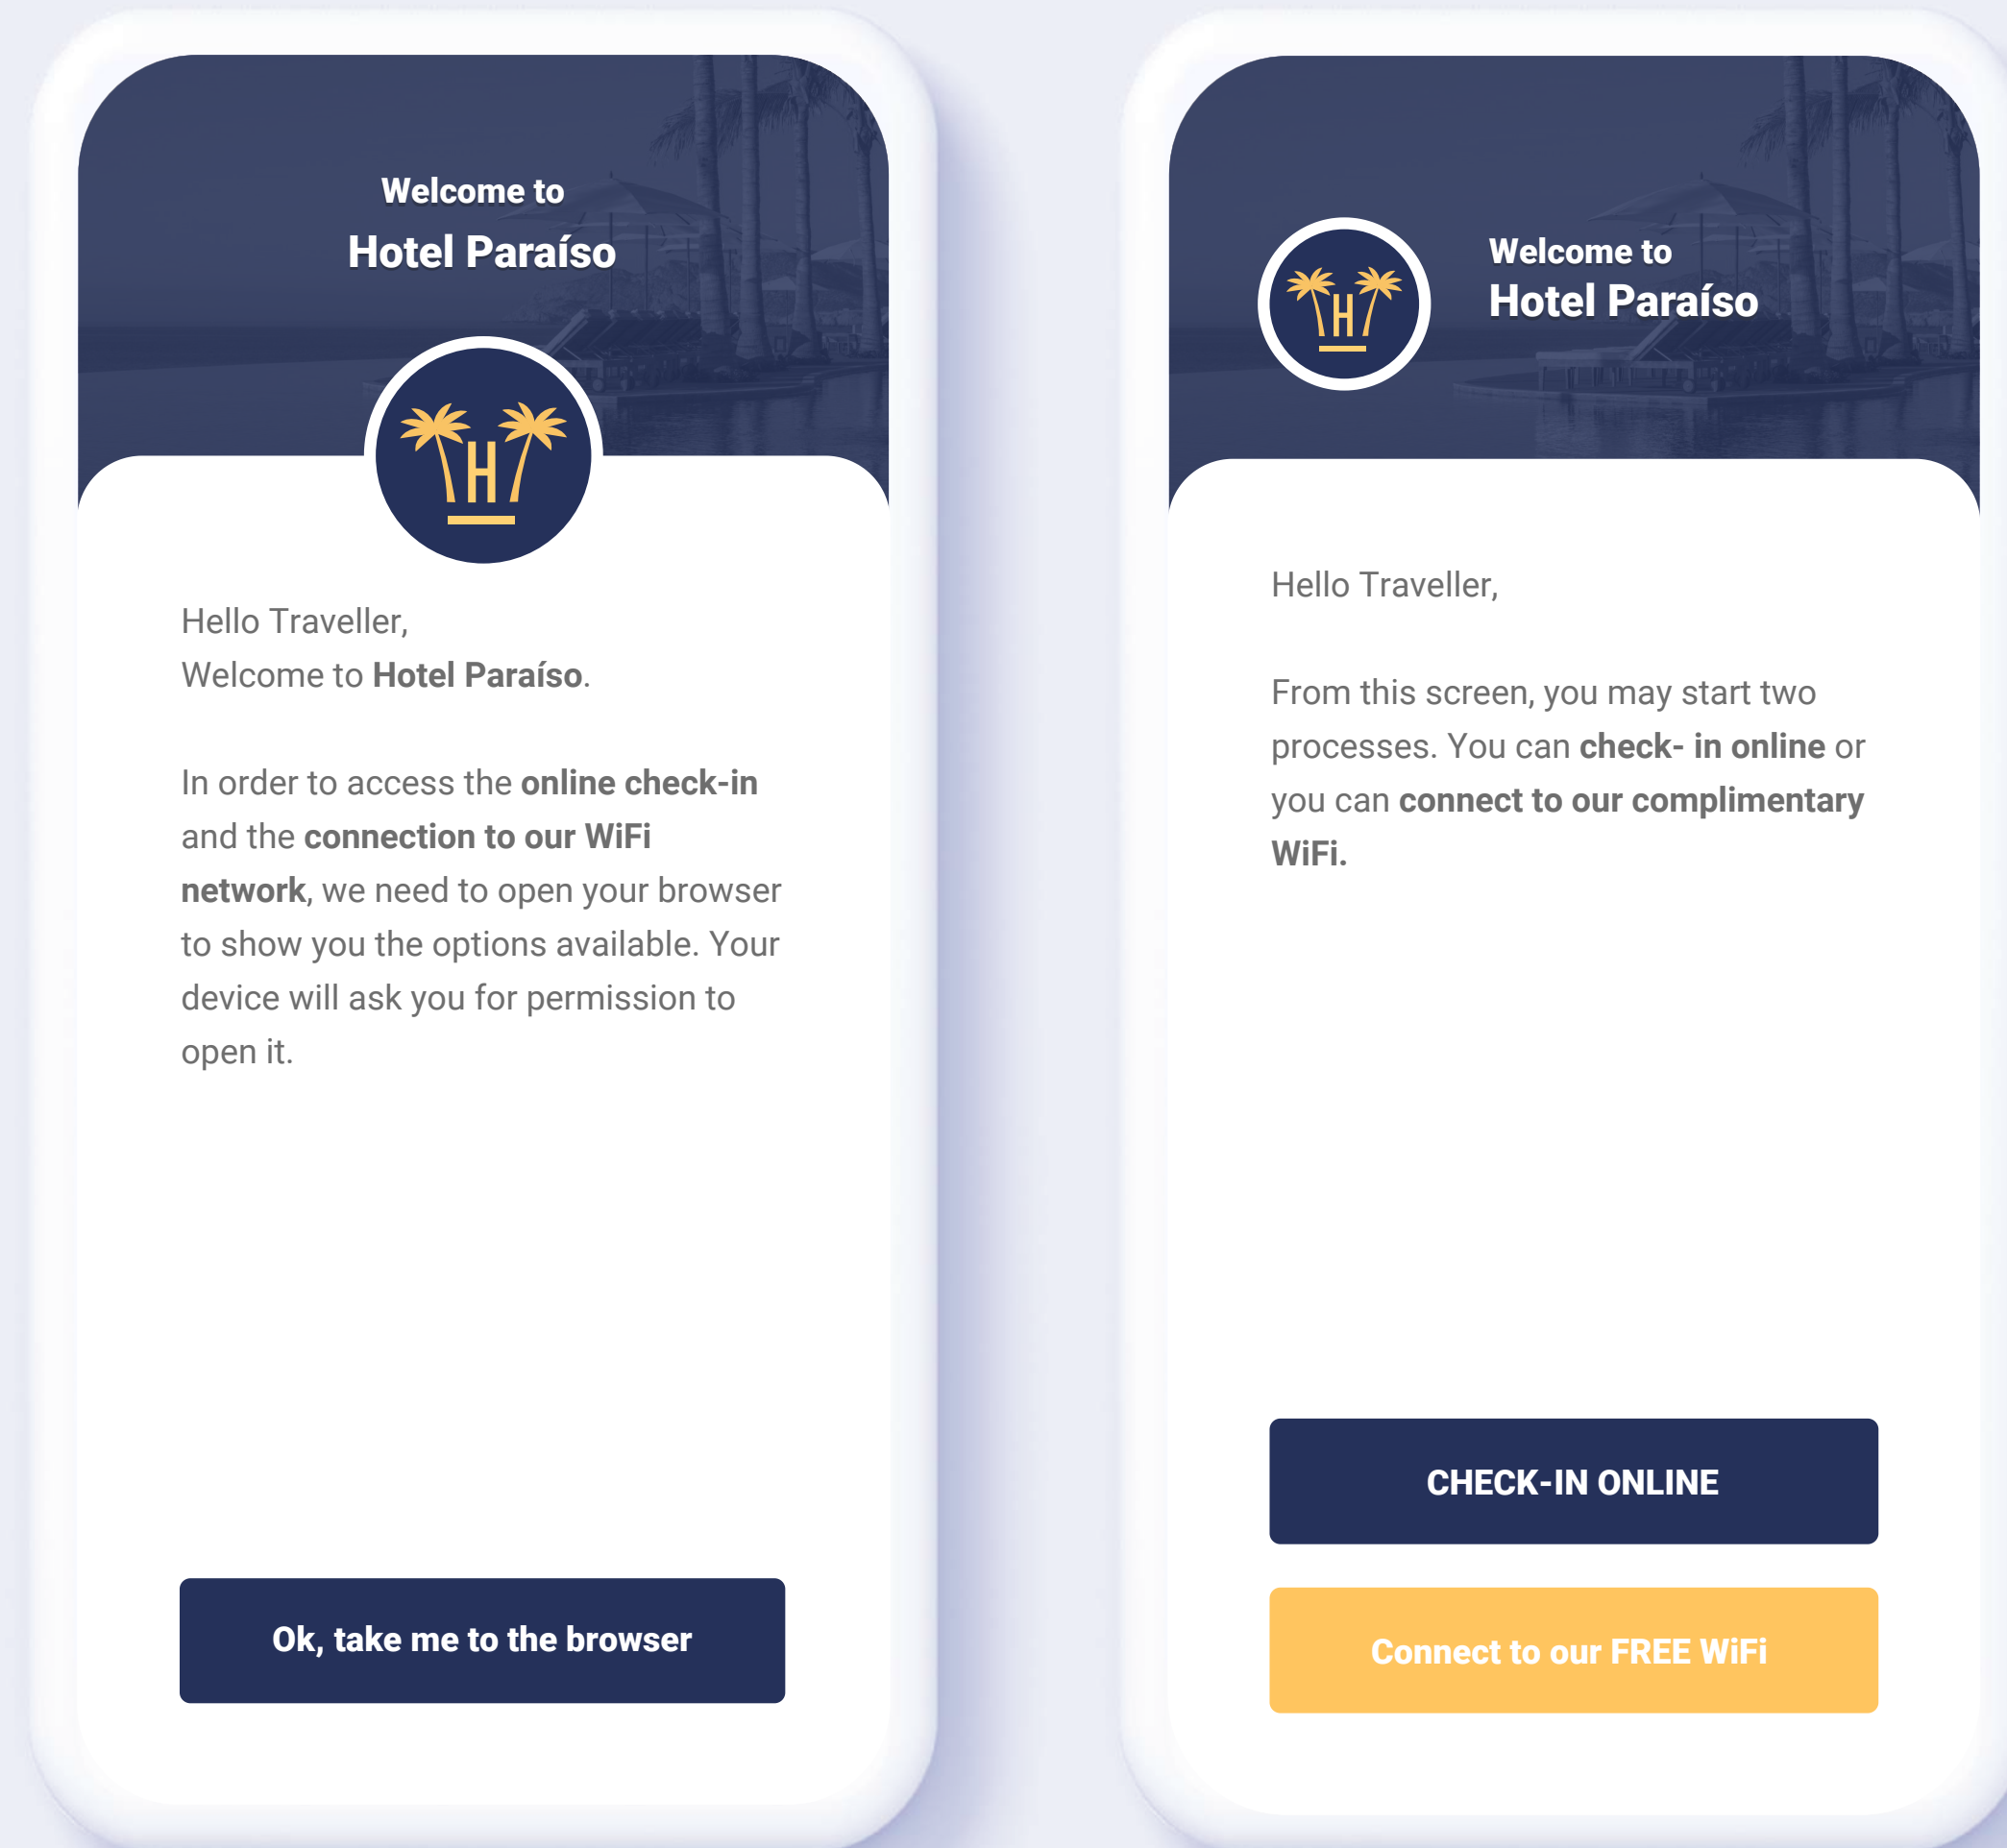 Welcome to
Hotel Paraíso
H
Hello Traveller,
Welcome to Hotel Paraíso.
In order to access the online check-in
and the connection to our WiFi
network, we need to open your browser
to show you the options available. Your
device will ask you for permission to
open it.
Ok, take me to the browser
H
Welcome to
Hotel Paraíso
Hello Traveller,
From this screen, you may start two
processes. You can check- in online or
you can connect to our complimentary
WiFi.
CHECK-IN ONLINE
Connect to our FREE WiFi